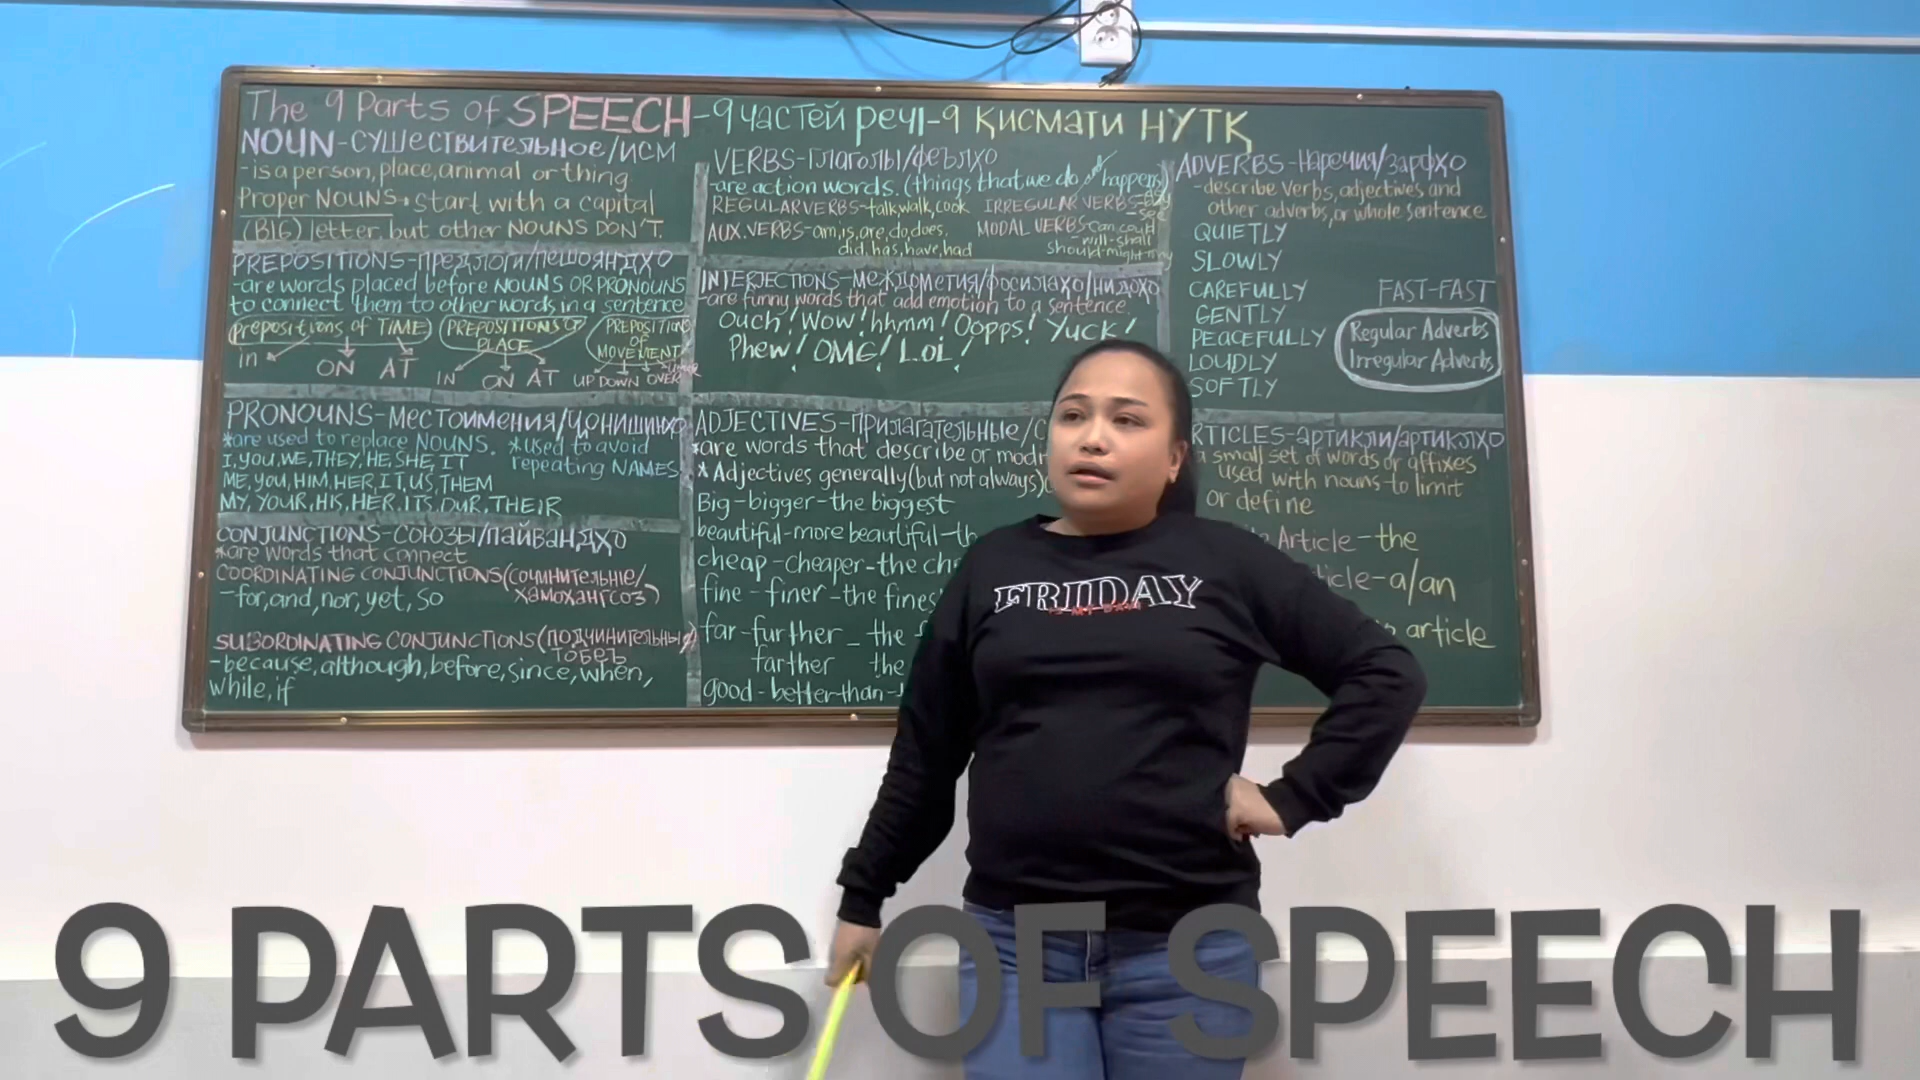 The 9 Parts of SPEECH-9 частей речі-9 қисмати НУТҚ
NOUN-СУШЕСТВИТЕЛЬНОЕ/ИСМ
-is a person, place, animal or thing
Proper NOUNS start with a capital
(BIG) letter, but other NOUNS DON'T.
PREPOSITIONS-предлоги/пешояндҳо
-are words placed before NOUNS OR PRONOUNS
to connect them to other words in a sentence
prepositions of TIME
in ON AT
PREPOSITIONS OF
PLACE
IN ON AT
PREPOSITIONS
OF
MOVEMENT
UP DOWN OVER
PRONOUNS-Местоимения/Ҷонишинҳо
*are used to replace NOUNS. *used to avoid
repeating NAMES
I, you, WE, THEY, HE, SHE, IT
ME, you, HIM, HER, IT, US, THEM
MY, YOUR, HIS, HER, ITS, OUR, THEIR
CONJUNCTIONS-СОЮЗЫ/пайвандҳо
*are words that connect
COORDINATING CONJUNCTIONS(сочинительніе/
хамохангсоз)
-for, and, nor, yet, so
SUBORDINATING CONJUNCTIONS(подчинительные/
тобеъ
-because, although, before, since, when,
while, if
VERBS-глаголы/феълҳо
-are action words. (things that we do happens)
REGULAR VERBS-talk, walk, cook IRREGULAR VERBS
AUX. VERBS-am, is, are, do, does,
did, has, have, had
MODAL VERBS-can, could
-will-shall
should-might
INTERJECTIONS-междометия/фосилаҳо/нидоҳо
-are funny words that add emotion to a sentence.
Ouch! Wow! hhmm! Oopps! Yuck!
Phew! OMG! LoL!
ADJECTIVES-прилагательные/
*are words that describe or
*Adjectives generally (but not always)
Big-bigger-the biggest
beautiful-more beautiful-
cheap-cheaper-the
fine-finer-the
far-further-the
farther the
good-better than-
ADVERBS-наречия/зарфҳо
-describe verbs, adjectives and
other adverbs, or whole sentence
QUIETLY
SLOWLY
CAREFULLY
GENTLY
PEACEFULLY
LOUDLY
SOFTLY
FAST-FAST
Regular Adverbs
Irregular Adverbs
-артикли/артиклҳо
a small set of words or affixes
used with nouns to limit
or define
Article-the
-a/an
article
FRIIDAY
9 PARTS OF SPEECH